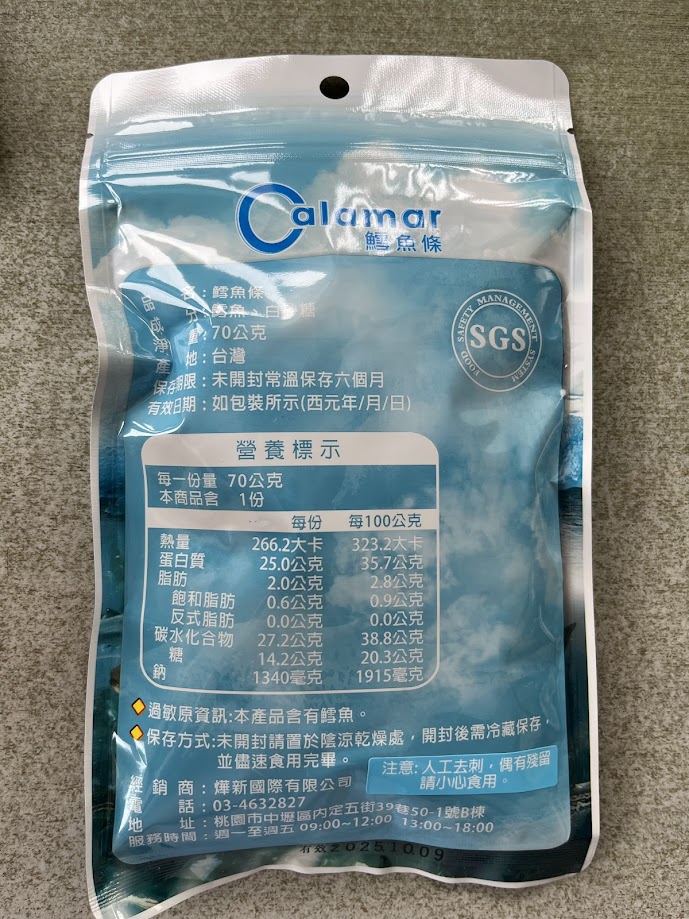 Calamar
鱈魚條
品　名：鱈魚條
成　分：鱈魚、白砂糖
淨　重：70公克
產　地：台灣
保存期限：未開封常溫保存六個月
有效日期：如包裝所示(西元年/月/日)
FOOD SAFETY MANAGEMENT SYSTEM
SGS
營養標示
每一份量 70公克
本商品含 1份
每份 每100公克
熱量 266.2大卡 323.2大卡
蛋白質 25.0公克 35.7公克
脂肪 2.0公克 2.8公克
飽和脂肪 0.6公克 0.9公克
反式脂肪 0.0公克 0.0公克
碳水化合物 27.2公克 38.8公克
糖 14.2公克 20.3公克
鈉 1340毫克 1915毫克
過敏原資訊:本產品含有鱈魚。
保存方式:未開封請置於陰涼乾燥處，開封後需冷藏保存，
並儘速食用完畢。
注意: 人工去刺，偶有殘留
請小心食用。
經銷商：燁新國際有限公司
電話：03-4632827
地址：桃園市中壢區內定五街39巷50-1號B棟
服務時間：週一至週五 09:00~12:00 13:00~18:00
有效 2025.10.09